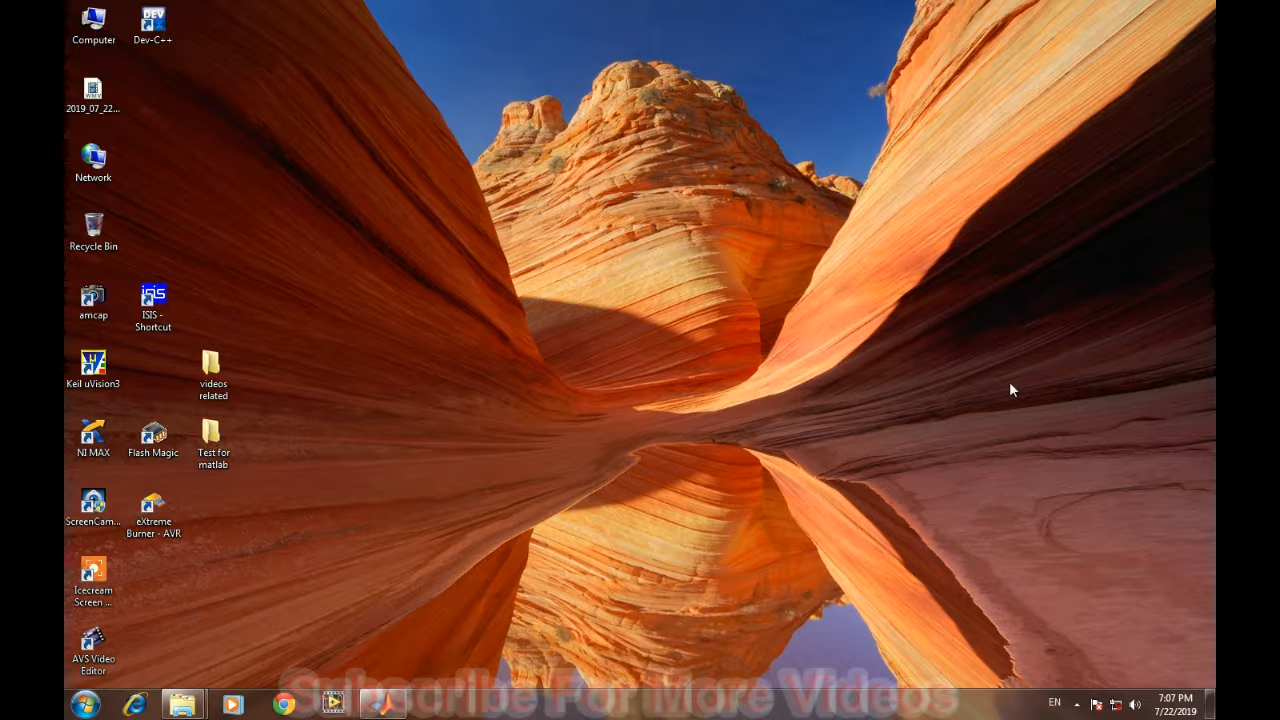 Computer
Dev-C++
2019_07_22...
Network
Recycle Bin
amcap
ISIS -
Shortcut
Keil uVision3
videos
related
NI MAX
Flash Magic
Test for
matlab
ScreenCam...
eXtreme
Burner - AVR
Icecream
Screen ...
AVS Video
Editor
Subscribe For More Videos
EN
7:07 PM
7/22/2019